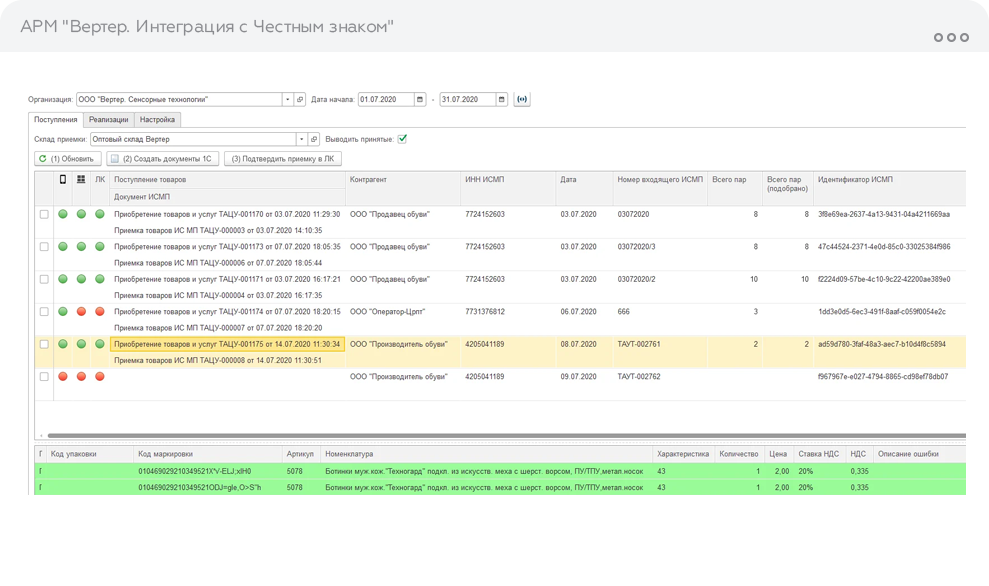 АРМ "Вертер. Интеграция с Честным знаком"
Организация: ООО "Вертер. Сенсорные технологии" Дата начала: 01.07.2020 - 31.07.2020
Поступления Реализации Настройка
Склад приемки: Оптовый склад Вертер Выводить принятые:
(1) Обновить (2) Создать документы 1С (3) Подтвердить приемку в ЛК
ЛК Поступление товаров Контрагент ИНН ИСМП Дата Номер входящего ИСМП Всего пар Всего пар (подобрано) Идентификатор ИСМП
Документ ИСМП
Приобретение товаров и услуг ТАЦУ-001170 от 03.07.2020 11:29:30 ООО "Продавец обуви" 7724152603 03.07.2020 03072020 8 8 3f8e69ea-2637-4a13-9431-04a4211669aa
Приемка товаров ИС МП ТАЦУ-000003 от 03.07.2020 14:10:35
Приобретение товаров и услуг ТАЦУ-001173 от 07.07.2020 18:05:35 ООО "Продавец обуви" 7724152603 03.07.2020 03072020/3 8 8 47c44524-2371-4e0d-85c0-33025384f986
Приемка товаров ИС МП ТАЦУ-000006 от 07.07.2020 18:05:44
Приобретение товаров и услуг ТАЦУ-001171 от 03.07.2020 16:17:21 ООО "Продавец обуви" 7724152603 03.07.2020 03072020/2 10 10 f2224d09-57be-4c10-9c22-42200ae389e0
Приемка товаров ИС МП ТАЦУ-000004 от 03.07.2020 16:17:35
Приобретение товаров и услуг ТАЦУ-001174 от 07.07.2020 18:20:15 ООО "Оператор-Црпт" 7731376812 06.07.2020 666 3 1dd3e0d5-6ec3-491f-8aaf-c059f0054e2c
Приемка товаров ИС МП ТАЦУ-000007 от 07.07.2020 18:20:20
Приобретение товаров и услуг ТАЦУ-001175 от 14.07.2020 11:30:34 ООО "Производитель обуви" 4205041189 08.07.2020 ТАУТ-002761 2 2 ad59d780-3faf-48a3-aec7-b10d4f8c5894
Приемка товаров ИС МП ТАЦУ-000008 от 14.07.2020 11:30:51
ООО "Производитель обуви" 4205041189 09.07.2020 ТАУТ-002762 f967967e-e027-4794-8865-cd98ef78db07
Г Код упаковки Код маркировки Артикул Номенклатура Характеристика Количество Цена Ставка НДС НДС Описание ошибки
Г 010469029210349521X*V-ELJ;xIH0 5078 Ботинки муж.кож."Техногард" подкл. из искусств. меха с шерст. ворсом, ПУ/ТПУ,метап.носок 43 1 2,00 20% 0,335
Г 010469029210349521ODJ=gle,O>S"h 5078 Ботинки муж.кож."Техногард" подкл. из искусств. меха с шерст. ворсом, ПУ/ТПУ,метап.носок 43 1 2,00 20% 0,335